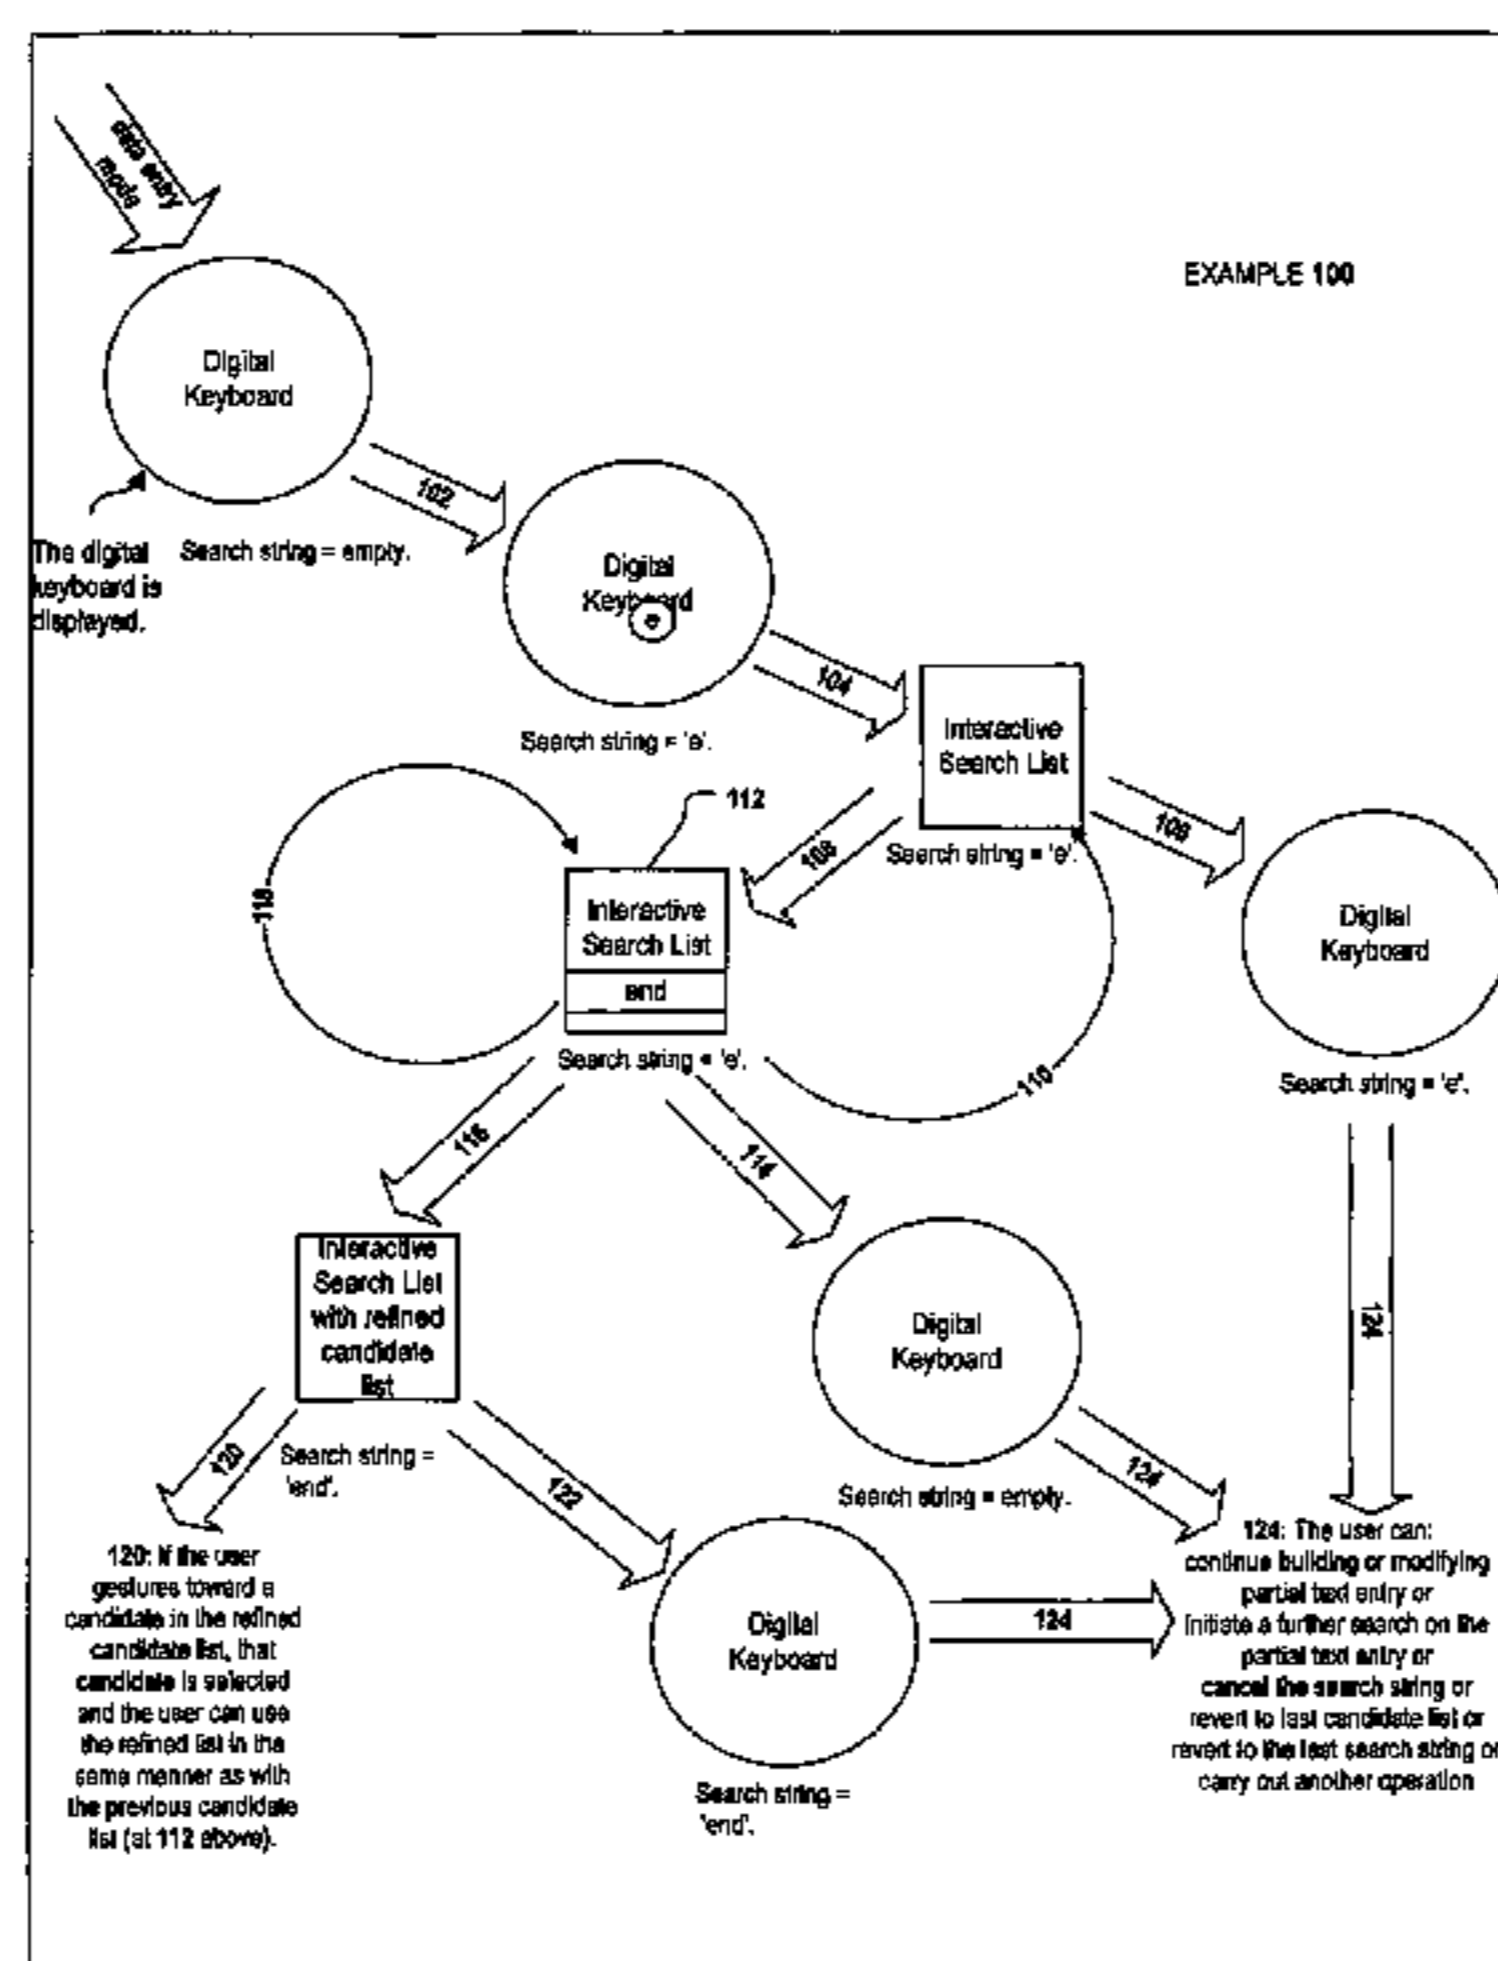 data entry
mode
EXAMPLE 100
Digital
Keyboard
102
The digital
keyboard is
displayed.
Search string = empty.
Digital
Keyboard
e
104
Search string = 'e'.
Interactive
Search List
112
106
Search string = 'e'.
118
Interactive
Search List
end
Digital
Keyboard
Search string = 'e'.
110
Search string = 'e'.
116
114
Interactive
Search List
with refined
candidate
list
Digital
Keyboard
124
120
Search string =
'end'.
122
124
Search string = empty.
120: If the user
gestures toward a
candidate in the refined
candidate list, that
candidate is selected
and the user can use
the refined list in the
same manner as with
the previous candidate
list (at 112 above).
Digital
Keyboard
124
Search string =
'end'.
124: The user can:
continue building or modifying
partial text entry or
initiate a further search on the
partial text entry or
cancel the search string or
revert to last candidate list or
revert to the last search string or
carry out another operation